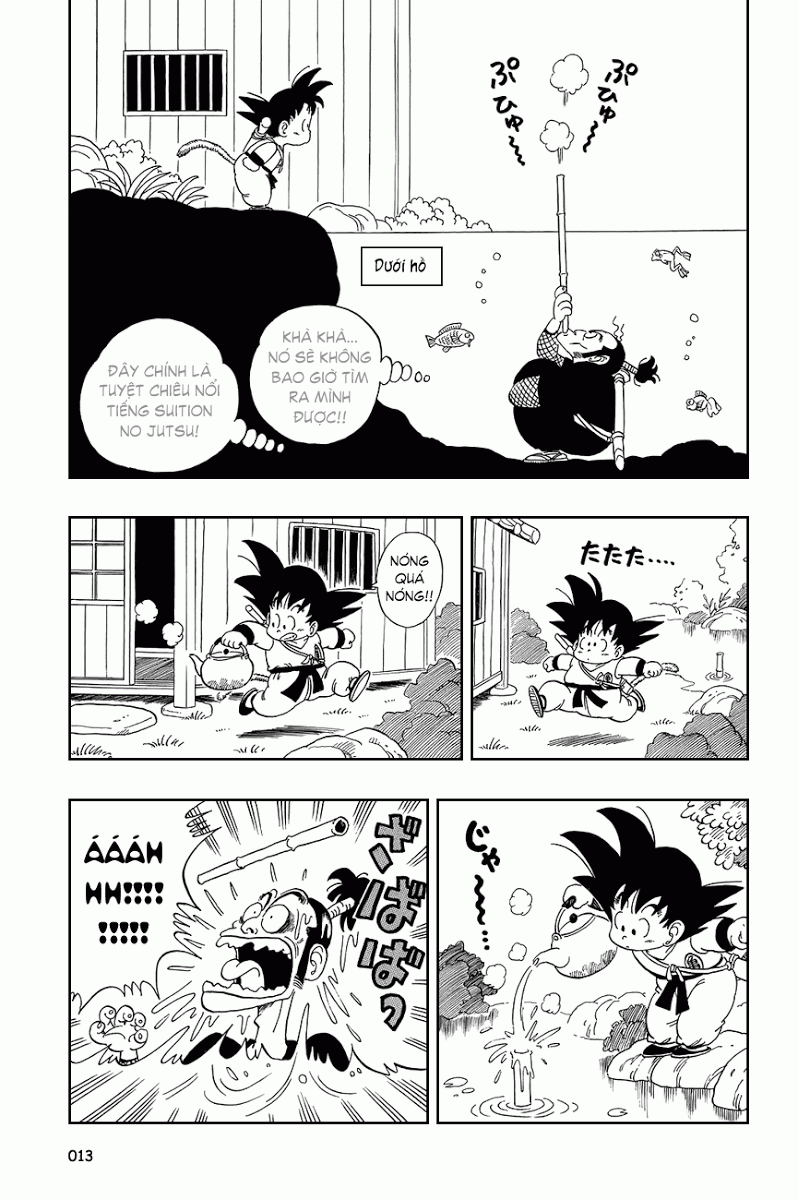 ぷひゅ〜
ぷひゅ〜
Dưới hồ
KHẢ KHẢ...
NÓ SẼ KHÔNG
BAO GIỜ TÌM
RA MÌNH
ĐƯỢC!!
ĐÂY CHÍNH LÀ
TUYỆT CHIÊU NỔI
TIẾNG SUITION
NO JUTSU!
たたた....
NÓNG
QUÁ
NÓNG!!
じゃ〜...
ÁÁÁH
HH!!!!
!!!!!
ざばばばっ
013